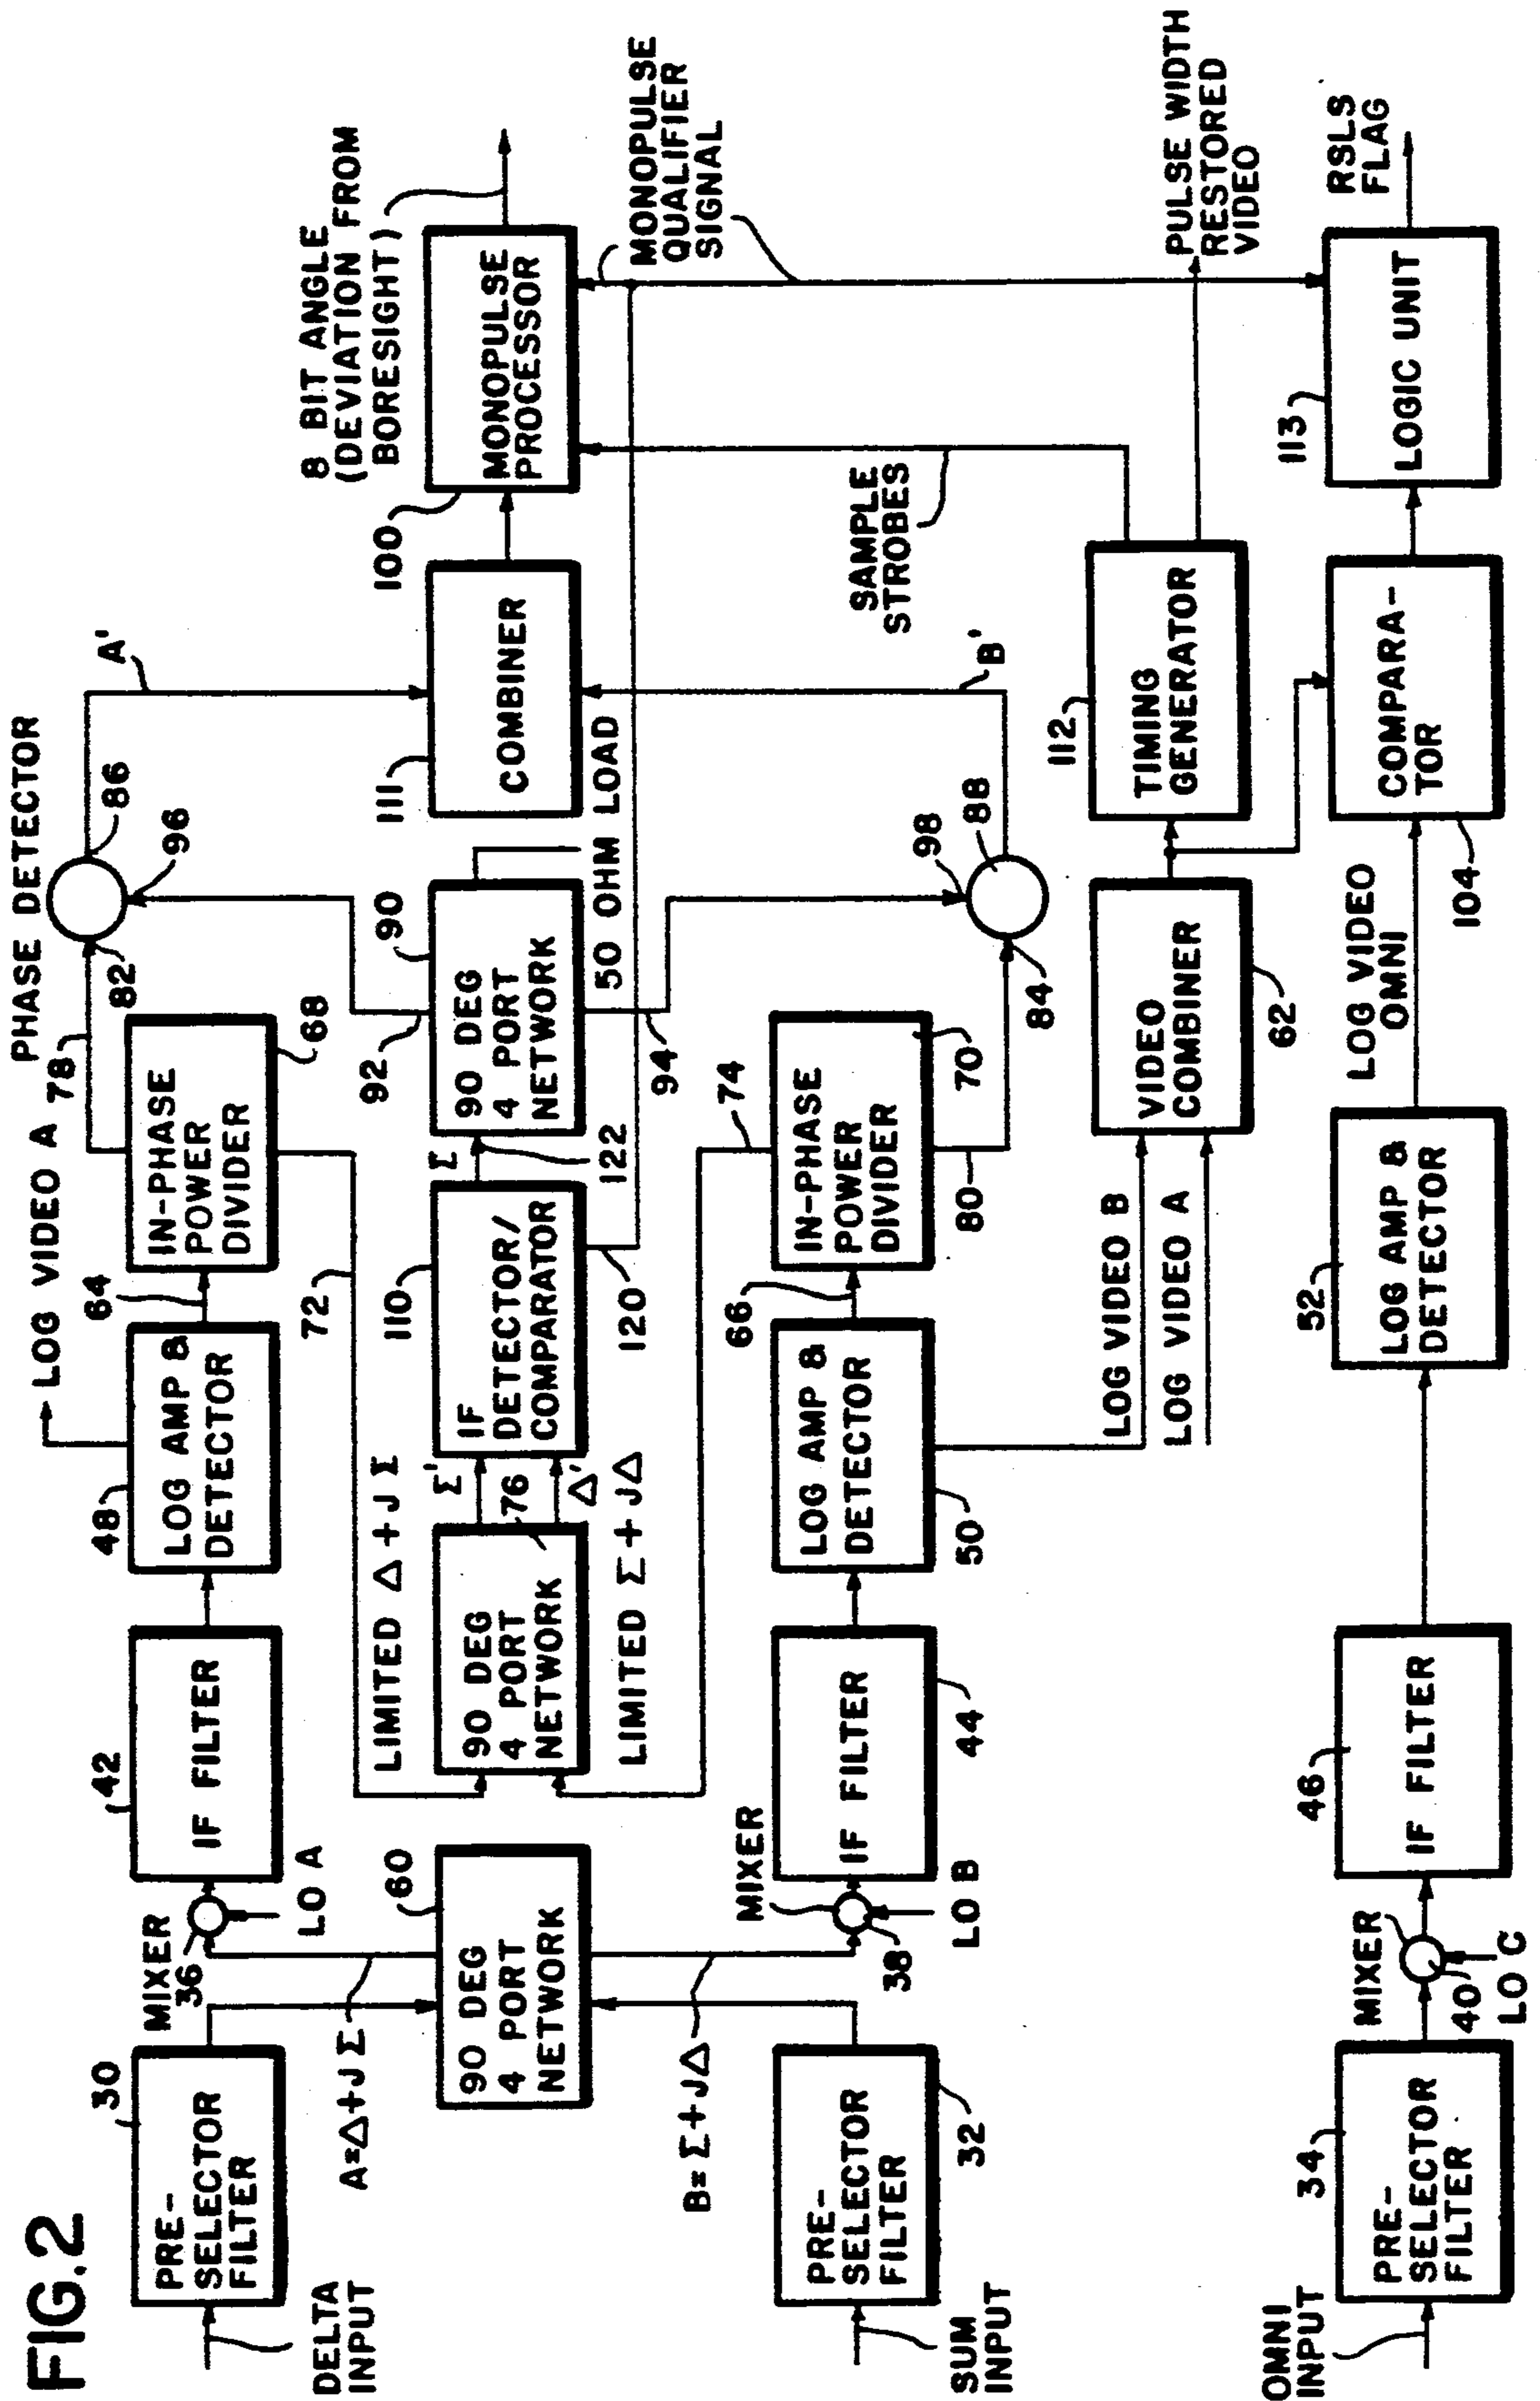 FIG.2
DELTA
INPUT
30
PRE-
SELECTOR
FILTER
MIXER
36
LO A
A=Δ+JΣ
42
IF FILTER
48
LOG AMP &
DETECTOR
LOG VIDEO A
64
IN-PHASE
POWER
DIVIDER
68
72
78
PHASE DETECTOR
82
86
96
A'
60
90 DEG
4 PORT
NETWORK
LIMITED Δ+JΣ
90 DEG
4 PORT
NETWORK
76
Σ'
Δ'
LIMITED Σ+JΔ
110
IF
DETECTOR/
COMPARATOR
120
Σ
122
90
90 DEG
4 PORT
NETWORK
92
94
50 OHM LOAD
111
COMBINER
100
MONOPULSE
PROCESSOR
8 BIT ANGLE
(DEVIATION FROM
BORESIGHT)
MONOPULSE
QUALIFIER
SIGNAL
SUM
INPUT
32
PRE-
SELECTOR
FILTER
B=Σ+JΔ
MIXER
38
LO B
IF FILTER
44
LOG AMP &
DETECTOR
50
66
IN-PHASE
POWER
DIVIDER
70
74
80
84
88
98
B'
SAMPLE
STROBES
LOG VIDEO B
LOG VIDEO A
VIDEO
COMBINER
62
112
TIMING
GENERATOR
PULSE WIDTH
RESTORED
VIDEO
OMNI
INPUT
34
PRE-
SELECTOR
FILTER
MIXER
40
LO C
46
IF FILTER
52
LOG AMP &
DETECTOR
LOG VIDEO
OMNI
104
COMPARA-
TOR
113
LOGIC UNIT
RSLS
FLAG